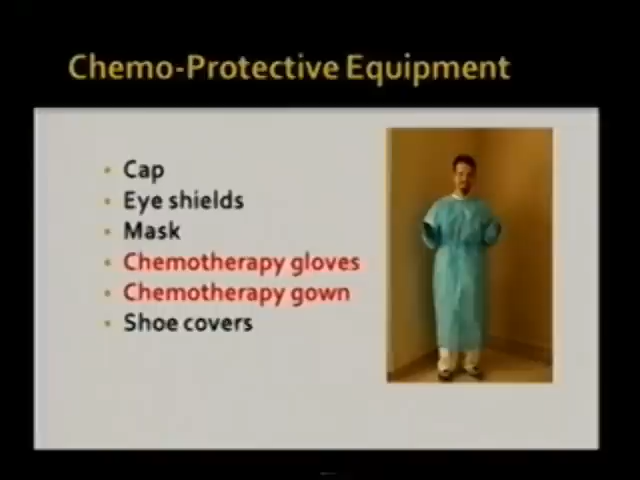 Chemo-Protective Equipment
Cap
Eye shields
Mask
Chemotherapy gloves
Chemotherapy gown
Shoe covers